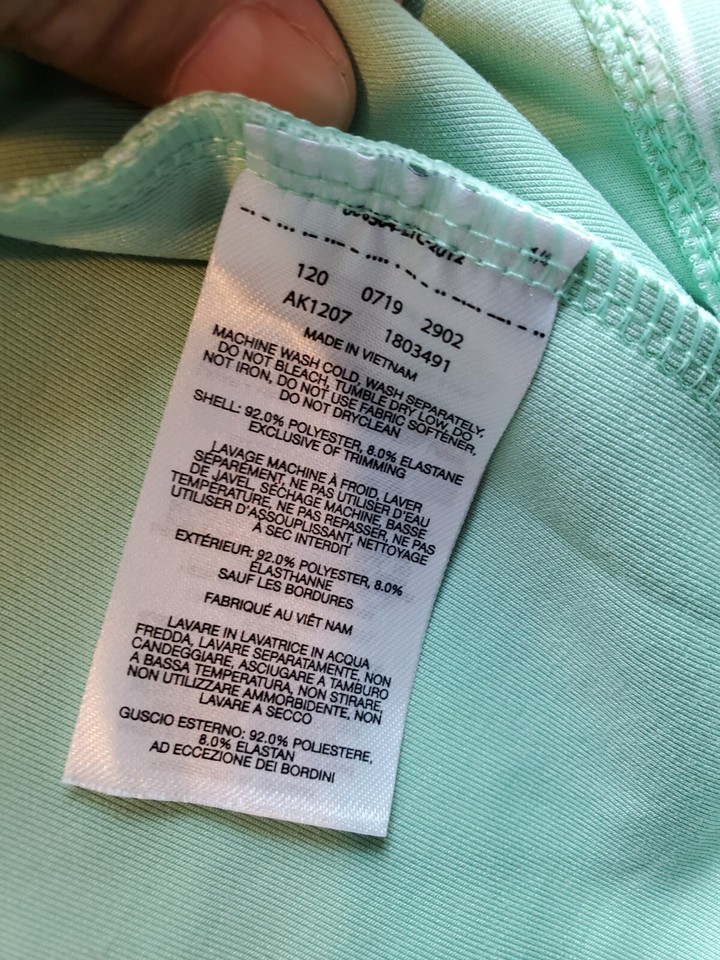 120 0719 2902
AK1207 1803491
MADE IN VIETNAM
MACHINE WASH COLD, WASH SEPARATELY,
DO NOT BLEACH, TUMBLE DRY LOW, DO
NOT IRON, DO NOT USE FABRIC SOFTENER,
DO NOT DRYCLEAN
SHELL: 92.0% POLYESTER, 8.0% ELASTANE
EXCLUSIVE OF TRIMMING
LAVAGE MACHINE À FROID, LAVER
SÉPARÉMENT, NE PAS UTILISER D'EAU
DE JAVEL, SÉCHAGE MACHINE, BASSE
TEMPÉRATURE, NE PAS REPASSER, NE PAS
UTILISER D'ASSOUPLISSANT, NETTOYAGE
À SEC INTERDIT
EXTÉRIEUR: 92.0% POLYESTER, 8.0%
ÉLASTHANNE
SAUF LES BORDURES
FABRIQUÉ AU VIÊT NAM
LAVARE IN LAVATRICE IN ACQUA
FREDDA, LAVARE SEPARATAMENTE, NON
CANDEGGIARE, ASCIUGARE A TAMBURO
A BASSA TEMPERATURA, NON STIRARE,
NON UTILIZZARE AMMORBIDENTE, NON
LAVARE A SECCO
GUSCIO ESTERNO: 92.0% POLIESTERE,
8.0% ELASTAN
AD ECCEZIONE DEI BORDINI